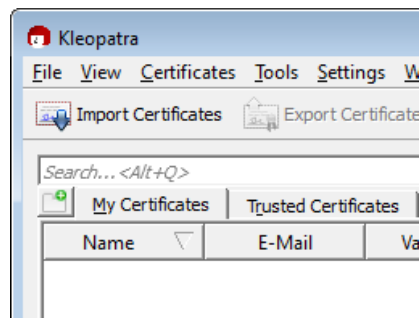 Kleopatra
File View Certificates Tools Settings
Import Certificates Export Certificate
Search...<Alt+Q>
My Certificates Trusted Certificates
Name E-Mail